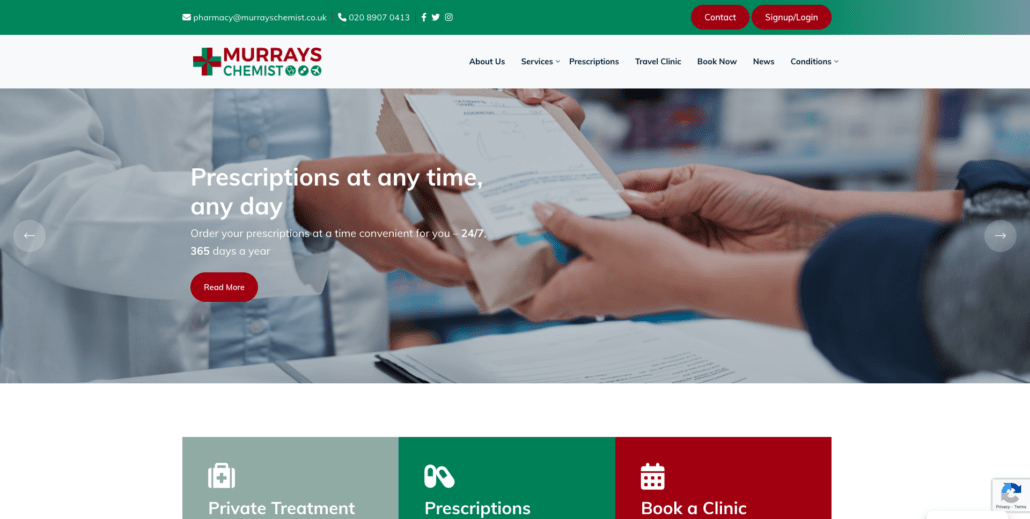 pharmacy@murrayschemist.co.uk 020 8907 0413
Contact
Signup/Login
MURRAYS
CHEMIST
About Us Services Prescriptions Travel Clinic Book Now News Conditions
Prescriptions at any time,
any day
Order your prescriptions at a time convenient for you – 24/7,
365 days a year
Read More
Private Treatment
Prescriptions
Book a Clinic
Privacy - Terms